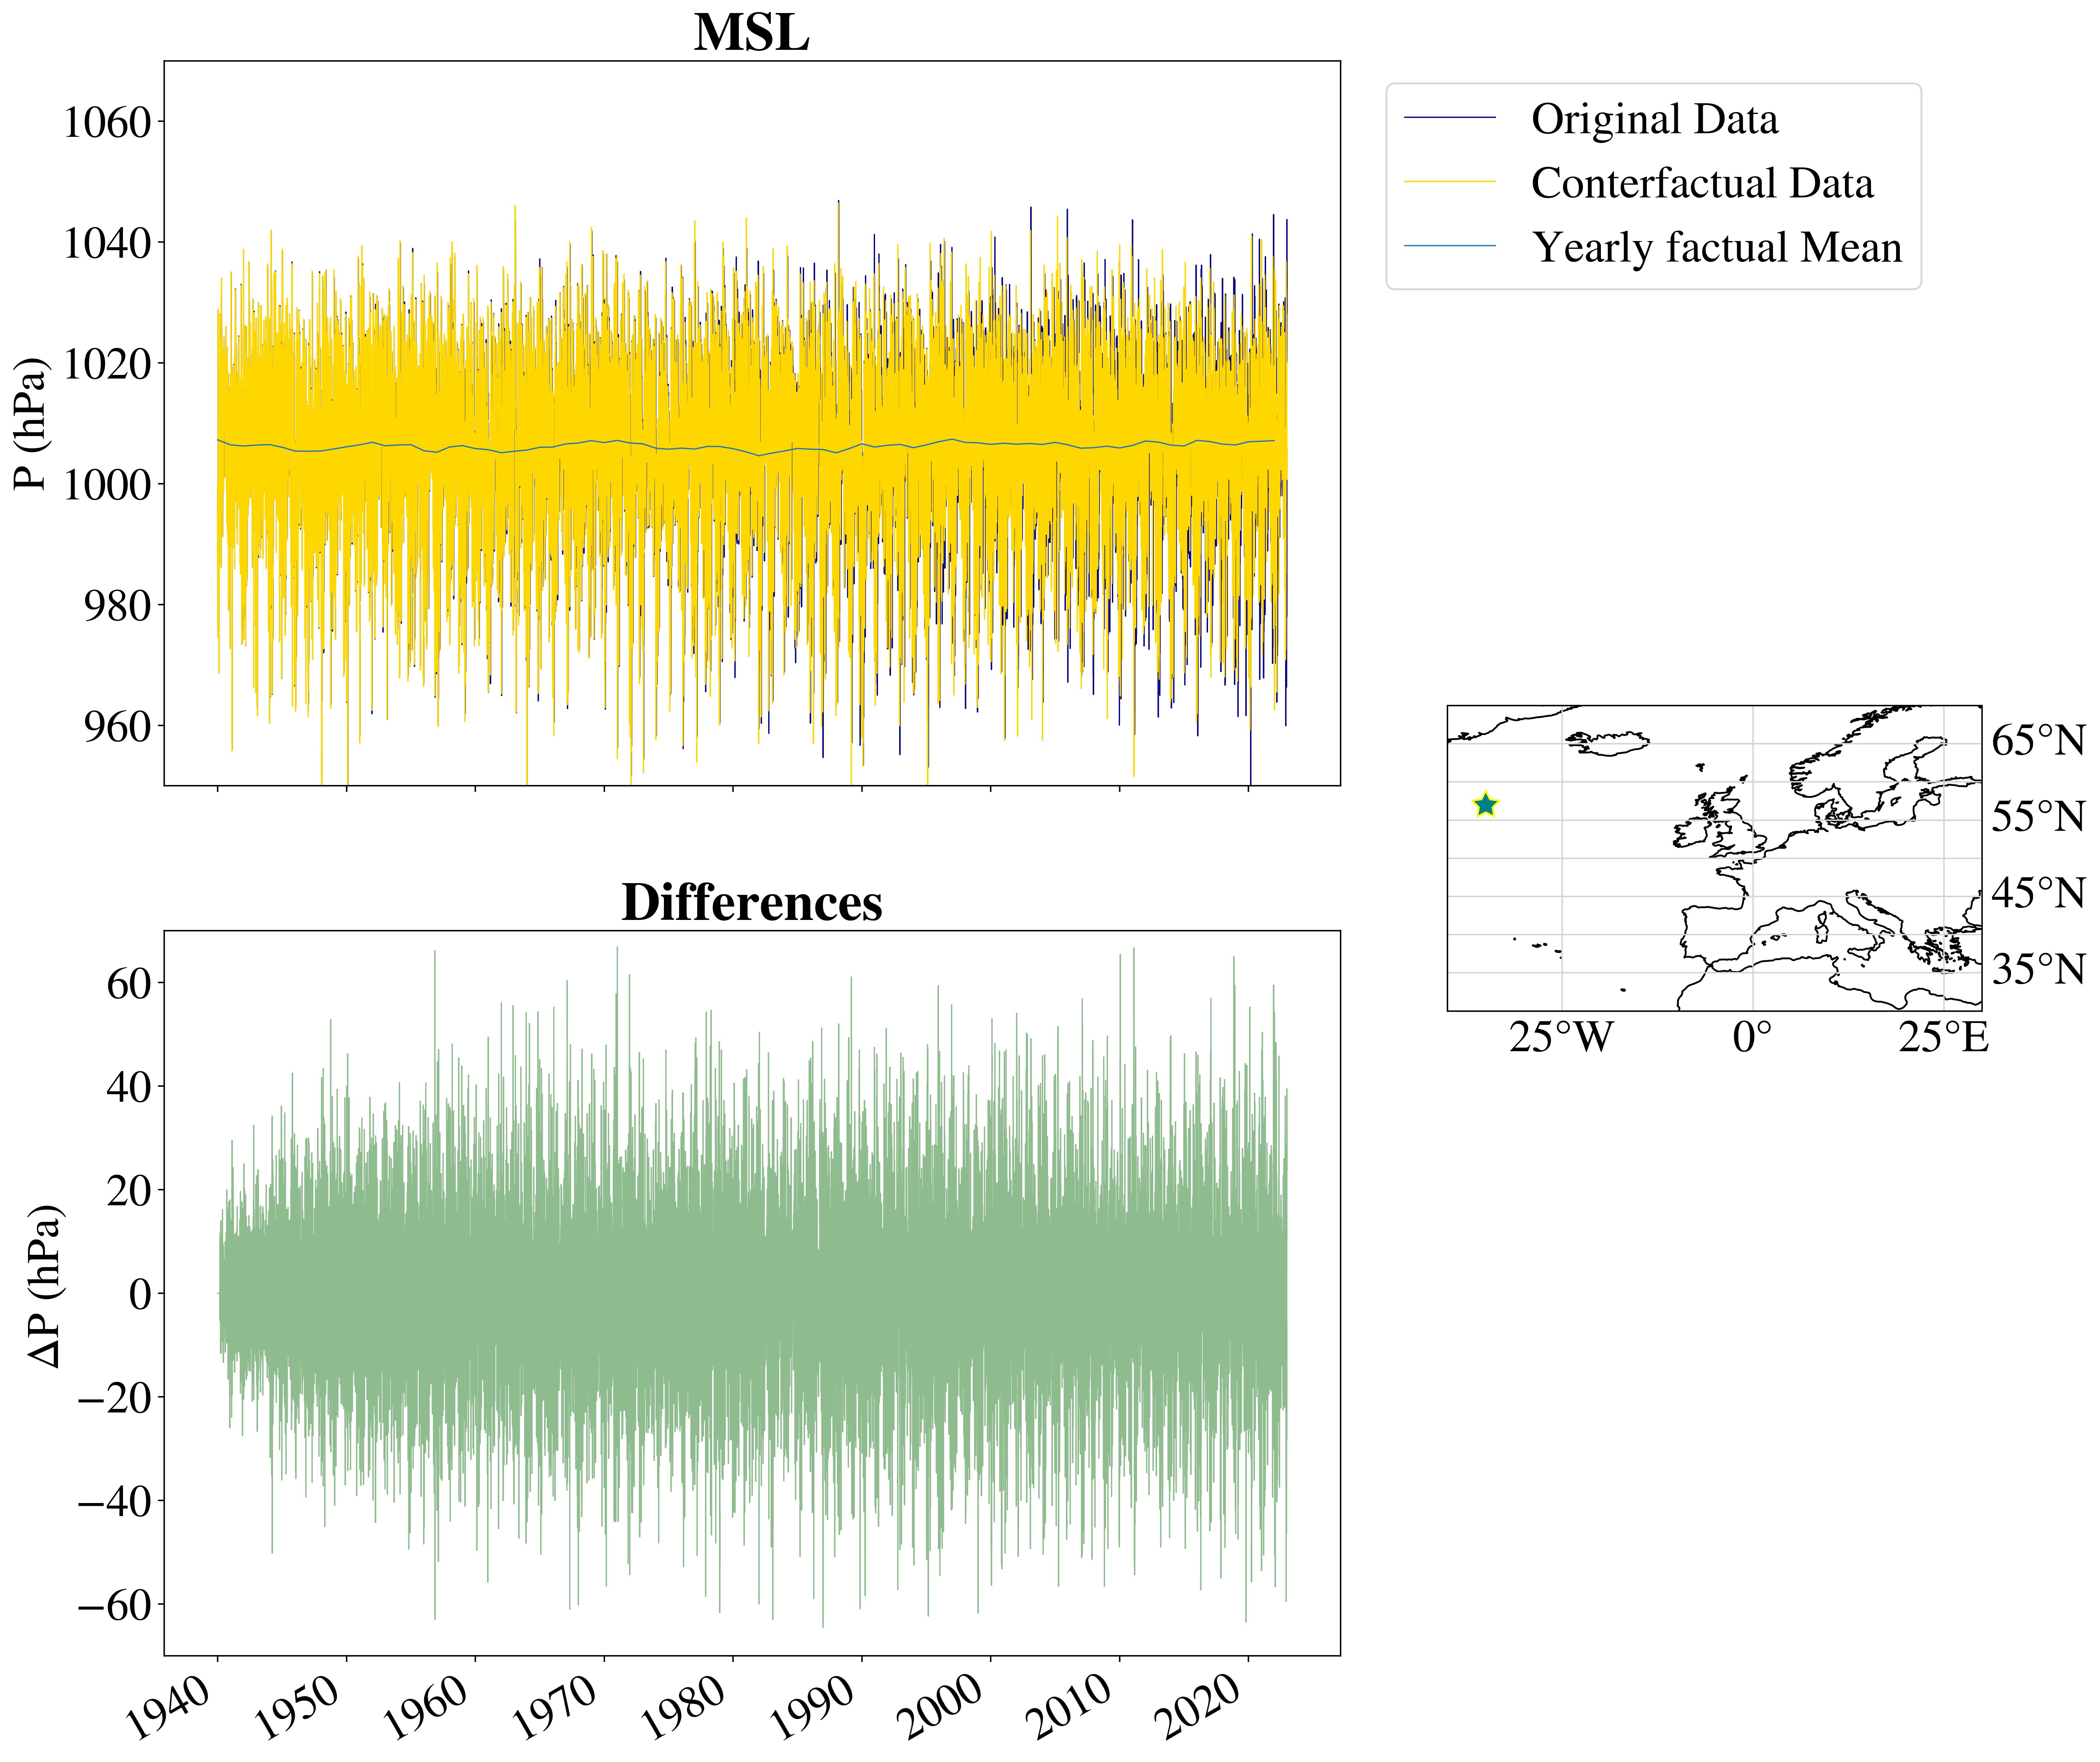 MSL
P (hPa)
1060
1040
1020
1000
980
960
Original Data
Conterfactual Data
Yearly factual Mean
65°N
55°N
45°N
35°N
25°W
0°
25°E
Differences
ΔP (hPa)
60
40
20
0
−20
−40
−60
1940
1950
1960
1970
1980
1990
2000
2010
2020